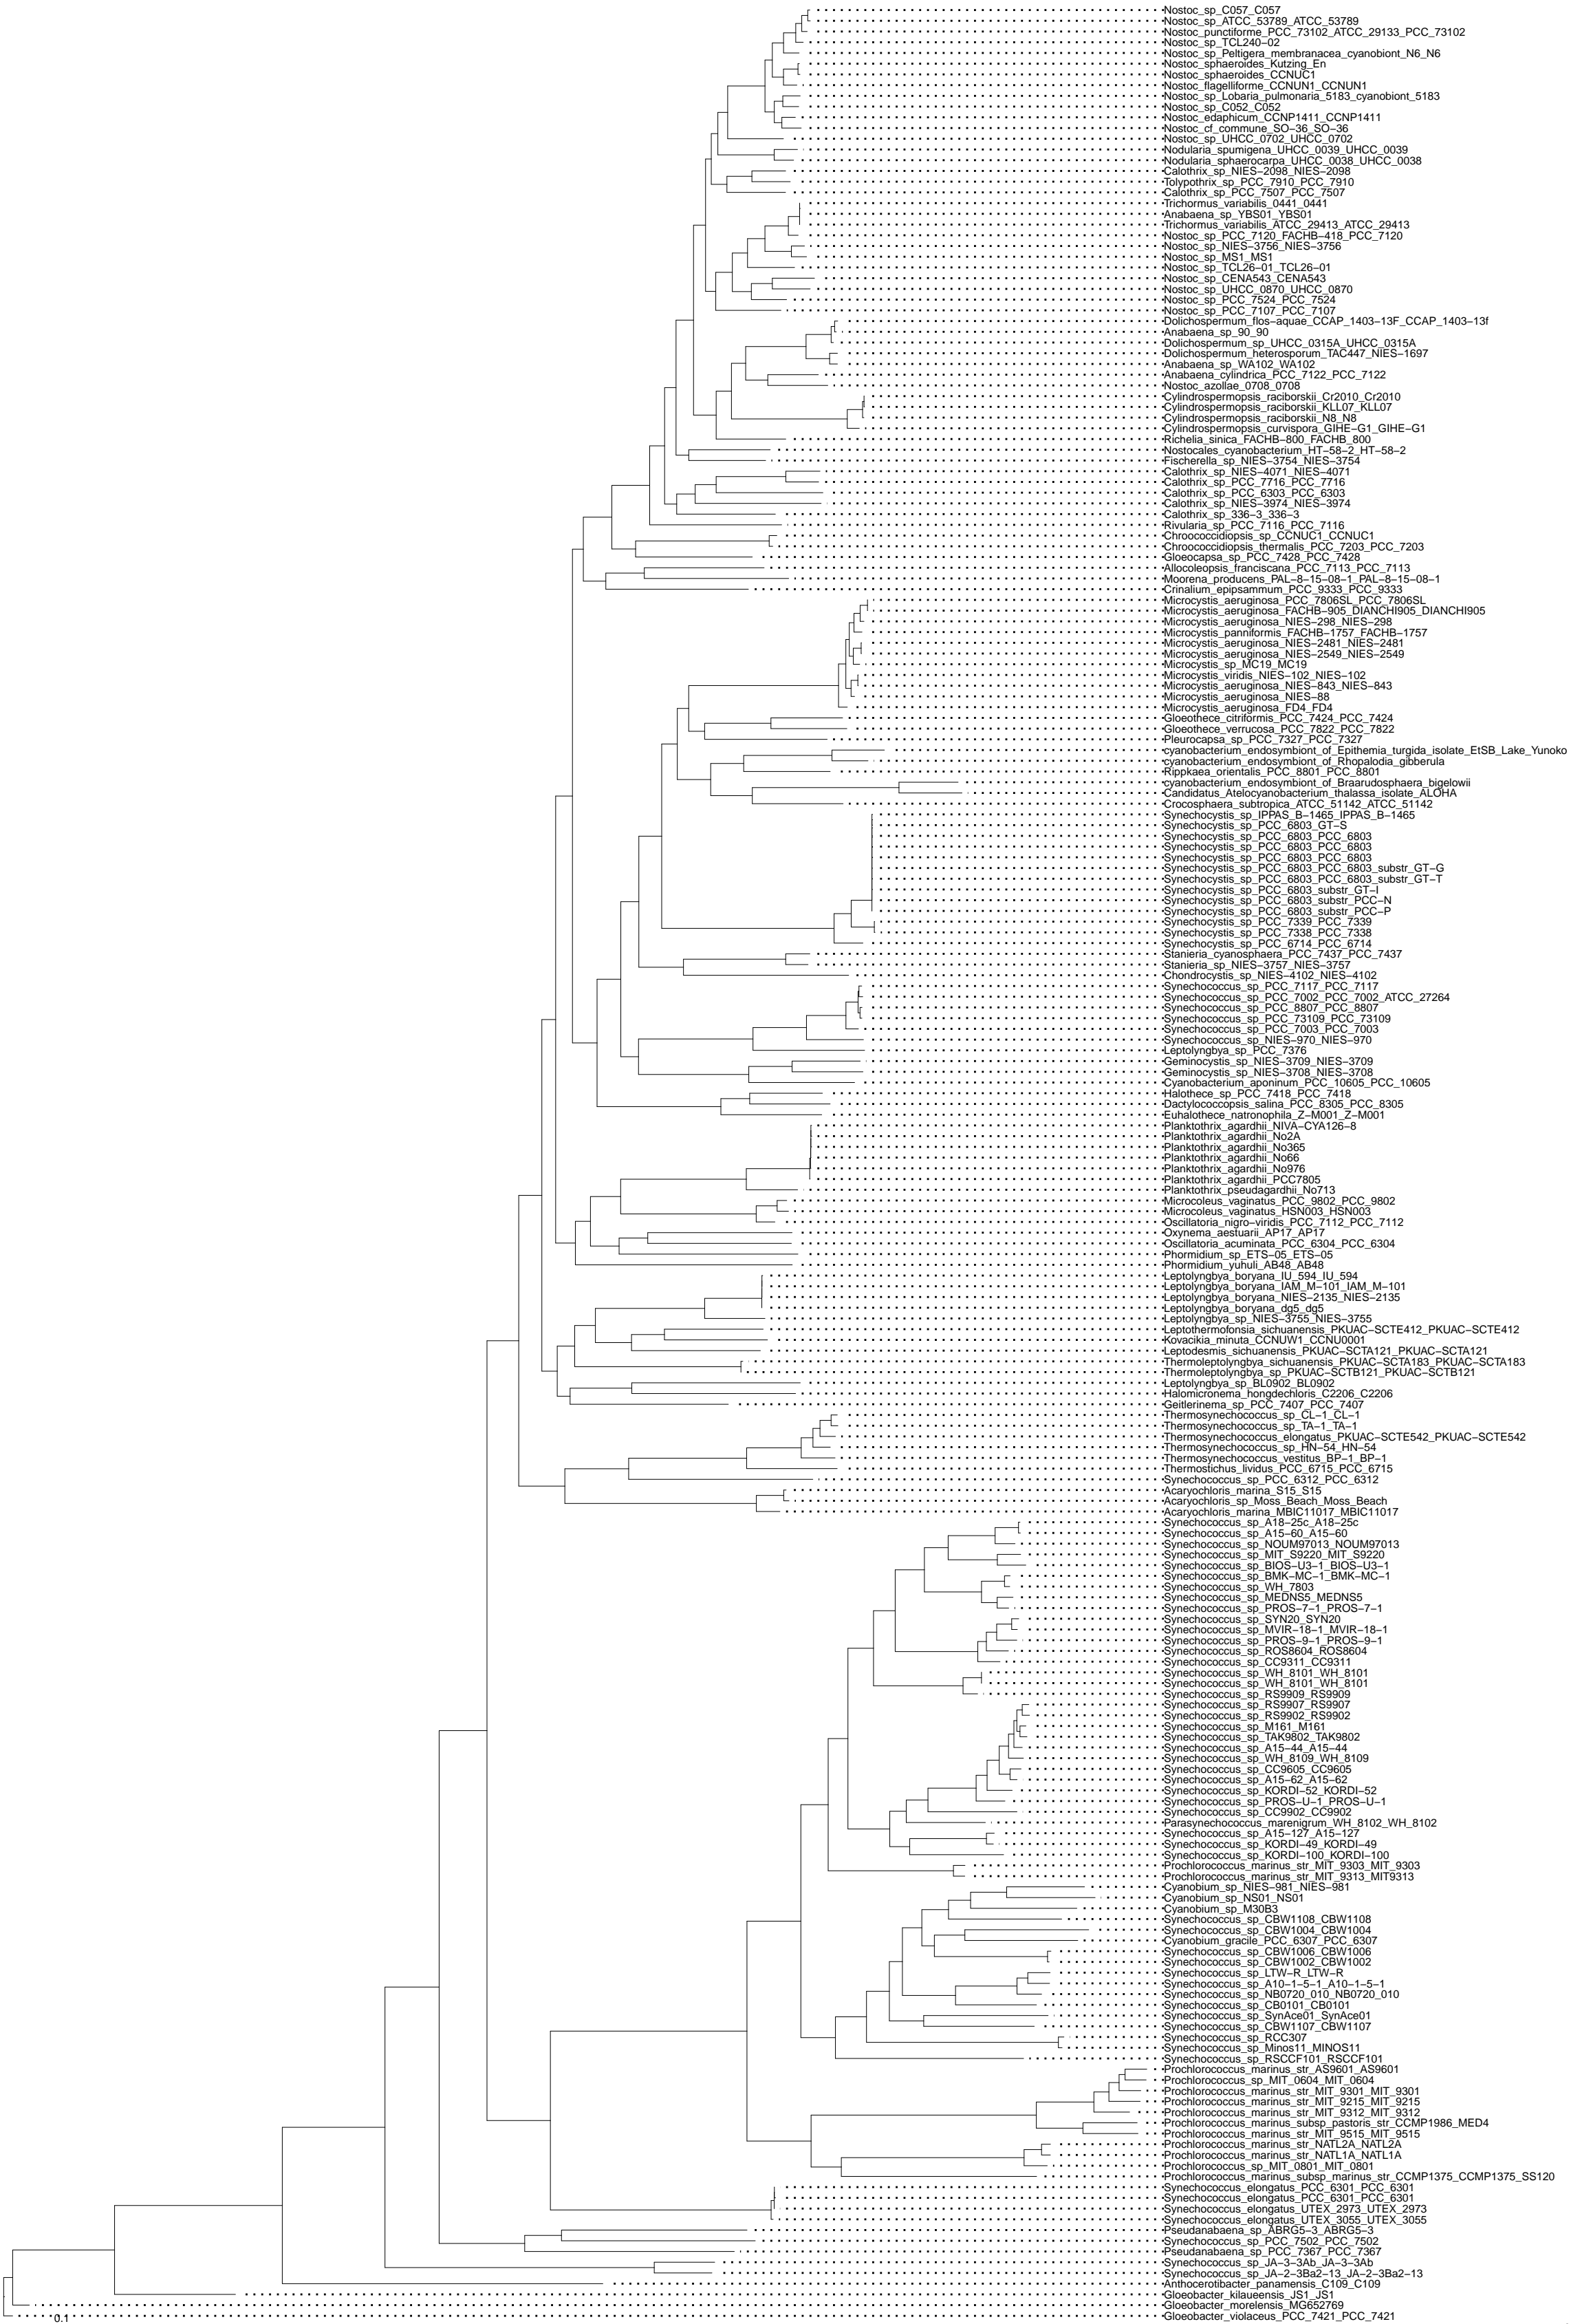 Nostoc_sp_C057_C057
Nostoc_sp_ATCC_53789_ATCC_53789
Nostoc_punctiforme_PCC_73102_ATCC_29133_PCC_73102
Nostoc_sp_TCL240-02
Nostoc_sp_Peltigera_membranacea_cyanobiont_N6_N6
Nostoc_sphaeroides_Kutzing_En
Nostoc_sphaeroides_CCNUC1
Nostoc_flagelliforme_CCNUN1_CCNUN1
Nostoc_sp_Lobaria_pulmonaria_5183_cyanobiont_5183
Nostoc_sp_C052_C052
Nostoc_edaphicum_CCNP1411_CCNP1411
Nostoc_cf_commune_SO-36_SO-36
Nostoc_sp_UHCC_0702_UHCC_0702
Nodularia_spumigena_UHCC_0039_UHCC_0039
Nodularia_sphaerocarpa_UHCC_0038_UHCC_0038
Calothrix_sp_NIES-2098_NIES-2098
Tolypothrix_sp_PCC_7910_PCC_7910
Calothrix_sp_PCC_7507_PCC_7507
Trichormus_variabilis_0441_0441
Anabaena_sp_YBS01_YBS01
Trichormus_variabilis_ATCC_29413_ATCC_29413
Nostoc_sp_PCC_7120_FACHB-418_PCC_7120
Nostoc_sp_NIES-3756_NIES-3756
Nostoc_sp_MS1_MS1
Nostoc_sp_TCL26-01_TCL26-01
Nostoc_sp_CENA543_CENA543
Nostoc_sp_UHCC_0870_UHCC_0870
Nostoc_sp_PCC_7524_PCC_7524
Nostoc_sp_PCC_7107_PCC_7107
Dolichospermum_flos-aquae_CCAP_1403-13F_CCAP_1403-13f
Anabaena_sp_90_90
Dolichospermum_sp_UHCC_0315A_UHCC_0315A
Dolichospermum_heterosporum_TAC447_NIES-1697
Anabaena_sp_WA102_WA102
Anabaena_cylindrica_PCC_7122_PCC_7122
Nostoc_azollae_0708_0708
Cylindrospermopsis_raciborskii_Cr2010_Cr2010
Cylindrospermopsis_raciborskii_KLL07_KLL07
Cylindrospermopsis_raciborskii_N8_N8
Cylindrospermopsis_curvispora_GIHE-G1_GIHE-G1
Richelia_sinica_FACHB-800_FACHB_800
Nostocales_cyanobacterium_HT-58-2_HT-58-2
Fischerella_sp_NIES-3754_NIES-3754
Calothrix_sp_NIES-4071_NIES-4071
Calothrix_sp_PCC_7716_PCC_7716
Calothrix_sp_PCC_6303_PCC_6303
Calothrix_sp_NIES-3974_NIES-3974
Calothrix_sp_336-3_336-3
Rivularia_sp_PCC_7116_PCC_7116
Chroococcidiopsis_sp_CCNUC1_CCNUC1
Chroococcidiopsis_thermalis_PCC_7203_PCC_7203
Gloeocapsa_sp_PCC_7428_PCC_7428
Allocoleopsis_franciscana_PCC_7113_PCC_7113
Moorena_producens_PAL-8-15-08-1_PAL-8-15-08-1
Crinalium_epipsammum_PCC_9333_PCC_9333
Microcystis_aeruginosa_PCC_7806SL_PCC_7806SL
Microcystis_aeruginosa_FACHB-905_DIANCHI905_DIANCHI905
Microcystis_aeruginosa_NIES-298_NIES-298
Microcystis_panniformis_FACHB-1757_FACHB-1757
Microcystis_aeruginosa_NIES-2481_NIES-2481
Microcystis_aeruginosa_NIES-2549_NIES-2549
Microcystis_sp_MC19_MC19
Microcystis_viridis_NIES-102_NIES-102
Microcystis_aeruginosa_NIES-843_NIES-843
Microcystis_aeruginosa_NIES-88
Microcystis_aeruginosa_FD4_FD4
Gloeothece_citriformis_PCC_7424_PCC_7424
Gloeothece_verrucosa_PCC_7822_PCC_7822
Pleurocapsa_sp_PCC_7327_PCC_7327
cyanobacterium_endosymbiont_of_Epithemia_turgida_isolate_EtSB_Lake_Yunoko
cyanobacterium_endosymbiont_of_Rhopalodia_gibberula
Rippkaea_orientalis_PCC_8801_PCC_8801
cyanobacterium_endosymbiont_of_Braarudosphaera_bigelowii
Candidatus_Atelocyanobacterium_thalassa_isolate_ALOHA
Crocosphaera_subtropica_ATCC_51142_ATCC_51142
Synechocystis_sp_IPPAS_B-1465_IPPAS_B-1465
Synechocystis_sp_PCC_6803_GT-S
Synechocystis_sp_PCC_6803_PCC_6803
Synechocystis_sp_PCC_6803_PCC_6803
Synechocystis_sp_PCC_6803_PCC_6803
Synechocystis_sp_PCC_6803_PCC_6803_substr_GT-G
Synechocystis_sp_PCC_6803_PCC_6803_substr_GT-T
Synechocystis_sp_PCC_6803_substr_GT-I
Synechocystis_sp_PCC_6803_substr_PCC-N
Synechocystis_sp_PCC_6803_substr_PCC-P
Synechocystis_sp_PCC_7339_PCC_7339
Synechocystis_sp_PCC_7338_PCC_7338
Synechocystis_sp_PCC_6714_PCC_6714
Stanieria_cyanosphaera_PCC_7437_PCC_7437
Stanieria_sp_NIES-3757_NIES-3757
Chondrocystis_sp_NIES-4102_NIES-4102
Synechococcus_sp_PCC_7117_PCC_7117
Synechococcus_sp_PCC_7002_PCC_7002_ATCC_27264
Synechococcus_sp_PCC_8807_PCC_8807
Synechococcus_sp_PCC_73109_PCC_73109
Synechococcus_sp_PCC_7003_PCC_7003
Synechococcus_sp_NIES-970_NIES-970
Leptolyngbya_sp_PCC_7376
Geminocystis_sp_NIES-3709_NIES-3709
Geminocystis_sp_NIES-3708_NIES-3708
Cyanobacterium_aponinum_PCC_10605_PCC_10605
Halothece_sp_PCC_7418_PCC_7418
Dactylococcopsis_salina_PCC_8305_PCC_8305
Euhalothece_natronophila_Z-M001_Z-M001
Planktothrix_agardhii_NIVA-CYA126-8
Planktothrix_agardhii_No2A
Planktothrix_agardhii_No365
Planktothrix_agardhii_No66
Planktothrix_agardhii_No976
Planktothrix_agardhii_PCC7805
Planktothrix_pseudagardhii_No713
Microcoleus_vaginatus_PCC_9802_PCC_9802
Microcoleus_vaginatus_HSN003_HSN003
Oscillatoria_nigro-viridis_PCC_7112_PCC_7112
Oxynema_aestuarii_AP17_AP17
Oscillatoria_acuminata_PCC_6304_PCC_6304
Phormidium_sp_ETS-05_ETS-05
Phormidium_yuhuli_AB48_AB48
Leptolyngbya_boryana_IU_594_IU_594
Leptolyngbya_boryana_IAM_M-101_IAM_M-101
Leptolyngbya_boryana_NIES-2135_NIES-2135
Leptolyngbya_boryana_dg5_dg5
Leptolyngbya_sp_NIES-3755_NIES-3755
Leptothermofonsia_sichuanensis_PKUAC-SCTE412_PKUAC-SCTE412
Kovacikia_minuta_CCNUW1_CCNU0001
Leptodesmis_sichuanensis_PKUAC-SCTA121_PKUAC-SCTA121
Thermoleptolyngbya_sichuanensis_PKUAC-SCTA183_PKUAC-SCTA183
Thermoleptolyngbya_sp_PKUAC-SCTB121_PKUAC-SCTB121
Leptolyngbya_sp_BL0902_BL0902
Halomicronema_hongdechloris_C2206_C2206
Geitlerinema_sp_PCC_7407_PCC_7407
Thermosynechococcus_sp_CL-1_CL-1
Thermosynechococcus_sp_TA-1_TA-1
Thermosynechococcus_elongatus_PKUAC-SCTE542_PKUAC-SCTE542
Thermosynechococcus_sp_HN-54_HN-54
Thermosynechococcus_vestitus_BP-1_BP-1
Thermostichus_lividus_PCC_6715_PCC_6715
Synechococcus_sp_PCC_6312_PCC_6312
Acaryochloris_marina_S15_S15
Acaryochloris_sp_Moss_Beach_Moss_Beach
Acaryochloris_marina_MBIC11017_MBIC11017
Synechococcus_sp_A18-25c_A18-25c
Synechococcus_sp_A15-60_A15-60
Synechococcus_sp_NOUM97013_NOUM97013
Synechococcus_sp_MIT_S9220_MIT_S9220
Synechococcus_sp_BIOS-U3-1_BIOS-U3-1
Synechococcus_sp_BMK-MC-1_BMK-MC-1
Synechococcus_sp_WH_7803
Synechococcus_sp_MEDNS5_MEDNS5
Synechococcus_sp_PROS-7-1_PROS-7-1
Synechococcus_sp_SYN20_SYN20
Synechococcus_sp_MVIR-18-1_MVIR-18-1
Synechococcus_sp_PROS-9-1_PROS-9-1
Synechococcus_sp_ROS8604_ROS8604
Synechococcus_sp_CC9311_CC9311
Synechococcus_sp_WH_8101_WH_8101
Synechococcus_sp_WH_8101_WH_8101
Synechococcus_sp_RS9909_RS9909
Synechococcus_sp_RS9907_RS9907
Synechococcus_sp_RS9902_RS9902
Synechococcus_sp_M161_M161
Synechococcus_sp_TAK9802_TAK9802
Synechococcus_sp_A15-44_A15-44
Synechococcus_sp_WH_8109_WH_8109
Synechococcus_sp_CC9605_CC9605
Synechococcus_sp_A15-62_A15-62
Synechococcus_sp_KORDI-52_KORDI-52
Synechococcus_sp_PROS-U-1_PROS-U-1
Synechococcus_sp_CC9902_CC9902
Parasynechococcus_marenigrum_WH_8102_WH_8102
Synechococcus_sp_A15-127_A15-127
Synechococcus_sp_KORDI-49_KORDI-49
Synechococcus_sp_KORDI-100_KORDI-100
Prochlorococcus_marinus_str_MIT_9303_MIT_9303
Prochlorococcus_marinus_str_MIT_9313_MIT9313
Cyanobium_sp_NIES-981_NIES-981
Cyanobium_sp_NS01_NS01
Cyanobium_sp_M30B3
Synechococcus_sp_CBW1108_CBW1108
Synechococcus_sp_CBW1004_CBW1004
Cyanobium_gracile_PCC_6307_PCC_6307
Synechococcus_sp_CBW1006_CBW1006
Synechococcus_sp_CBW1002_CBW1002
Synechococcus_sp_LTW-R_LTW-R
Synechococcus_sp_A10-1-5-1_A10-1-5-1
Synechococcus_sp_NB0720_010_NB0720_010
Synechococcus_sp_CB0101_CB0101
Synechococcus_sp_SynAce01_SynAce01
Synechococcus_sp_CBW1107_CBW1107
Synechococcus_sp_RCC307
Synechococcus_sp_Minos11_MINOS11
Synechococcus_sp_RSCCF101_RSCCF101
Prochlorococcus_marinus_str_AS9601_AS9601
Prochlorococcus_sp_MIT_0604_MIT_0604
Prochlorococcus_marinus_str_MIT_9301_MIT_9301
Prochlorococcus_marinus_str_MIT_9215_MIT_9215
Prochlorococcus_marinus_str_MIT_9312_MIT_9312
Prochlorococcus_marinus_subsp_pastoris_str_CCMP1986_MED4
Prochlorococcus_marinus_str_MIT_9515_MIT_9515
Prochlorococcus_marinus_str_NATL2A_NATL2A
Prochlorococcus_marinus_str_NATL1A_NATL1A
Prochlorococcus_sp_MIT_0801_MIT_0801
Prochlorococcus_marinus_subsp_marinus_str_CCMP1375_CCMP1375_SS120
Synechococcus_elongatus_PCC_6301_PCC_6301
Synechococcus_elongatus_PCC_6301_PCC_6301
Synechococcus_elongatus_UTEX_2973_UTEX_2973
Synechococcus_elongatus_UTEX_3055_UTEX_3055
Pseudanabaena_sp_ABRG5-3_ABRG5-3
Synechococcus_sp_PCC_7502_PCC_7502
Pseudanabaena_sp_PCC_7367_PCC_7367
Synechococcus_sp_JA-3-3Ab_JA-3-3Ab
Synechococcus_sp_JA-2-3Ba2-13_JA-2-3Ba2-13
Anthocerotibacter_panamensis_C109_C109
Gloeobacter_kilaueensis_JS1_JS1
Gloeobacter_morelensis_MG652769
Gloeobacter_violaceus_PCC_7421_PCC_7421
0.1